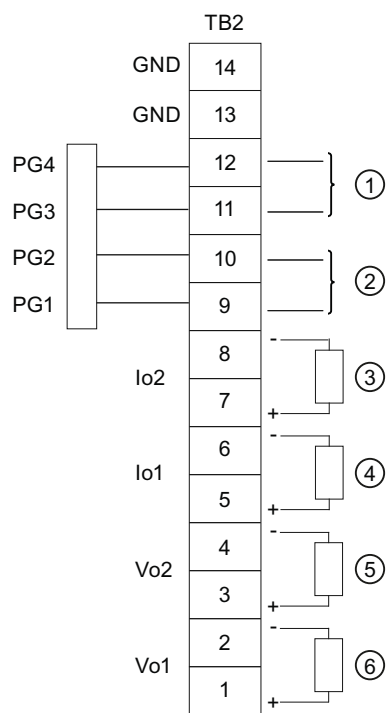 TB2
GND 14
GND 13
PG4 12
①
PG3 11
PG2 10
②
PG1 9
8 -
Io2 ③
7 +
6 -
Io1 ④
5 +
4 -
Vo2 ⑤
3 +
2 -
Vo1 ⑥
1 +